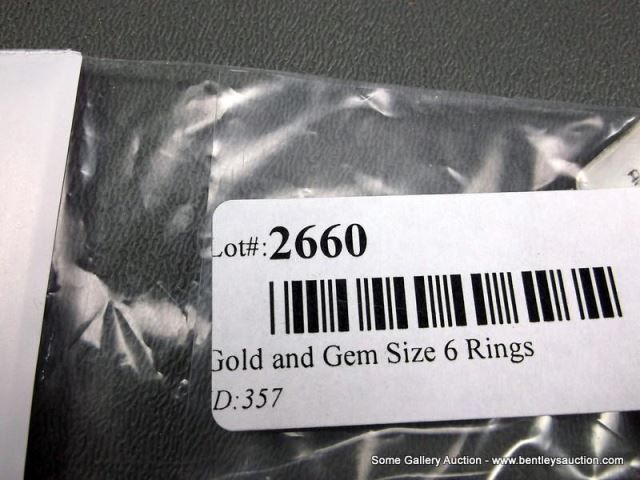 Lot#:2660
Gold and Gem Size 6 Rings
D:357
Some Gallery Auction - www.bentleysauction.com